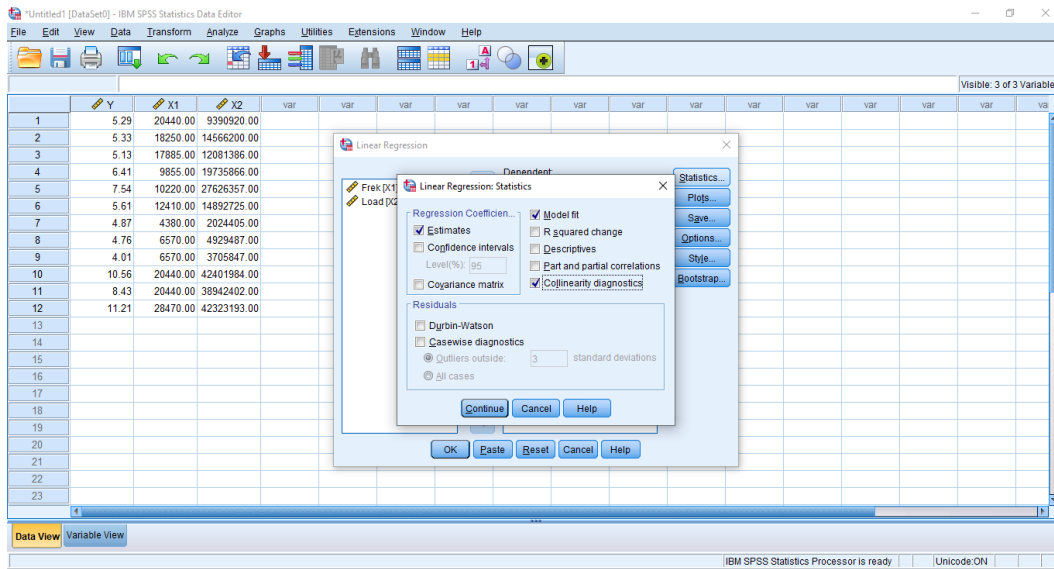 *Untitled1 [DataSet0] - IBM SPSS Statistics Data Editor
File Edit View Data Transform Analyze Graphs Utilities Extensions Window Help
Visible: 3 of 3 Variable
Y X1 X2 var var var var var var var var var var var var var va
1 5.29 20440.00 9390920.00
2 5.33 18250.00 14566200.00
3 5.13 17885.00 12081386.00
4 6.41 9855.00 19735866.00
5 7.54 10220.00 27626357.00
6 5.61 12410.00 14892725.00
7 4.87 4380.00 2024405.00
8 4.76 6570.00 4929487.00
9 4.01 6570.00 3705847.00
10 10.56 20440.00 42401984.00
11 8.43 20440.00 38942402.00
12 11.21 28470.00 42323193.00
13
14
15
16
17
18
19
20
21
22
23
Linear Regression
Dependent:
Frek [X1]
Load [X2
Statistics...
Plots...
Save...
Options...
Style...
Bootstrap...
Linear Regression: Statistics
Regression Coefficien...
Estimates
Confidence intervals
Level(%): 95
Covariance matrix
Model fit
R squared change
Descriptives
Part and partial correlations
Collinearity diagnostics
Residuals
Durbin-Watson
Casewise diagnostics
Outliers outside: 3 standard deviations
All cases
Continue Cancel Help
OK Paste Reset Cancel Help
Data View Variable View
IBM SPSS Statistics Processor is ready Unicode:ON